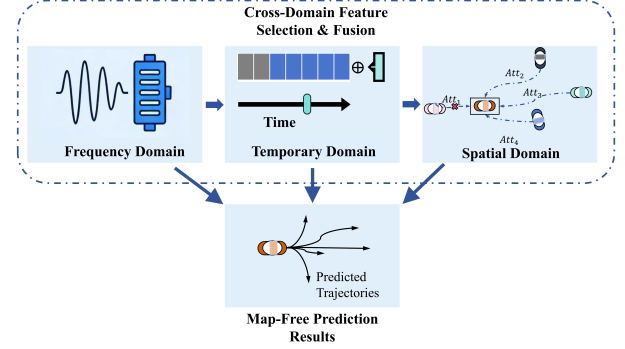 Cross-Domain Feature
Selection & Fusion
Att₂
Att₁
Att₃
Time
Att₄
Frequency Domain
Temporary Domain
Spatial Domain
Predicted
Trajectories
Map-Free Prediction
Results